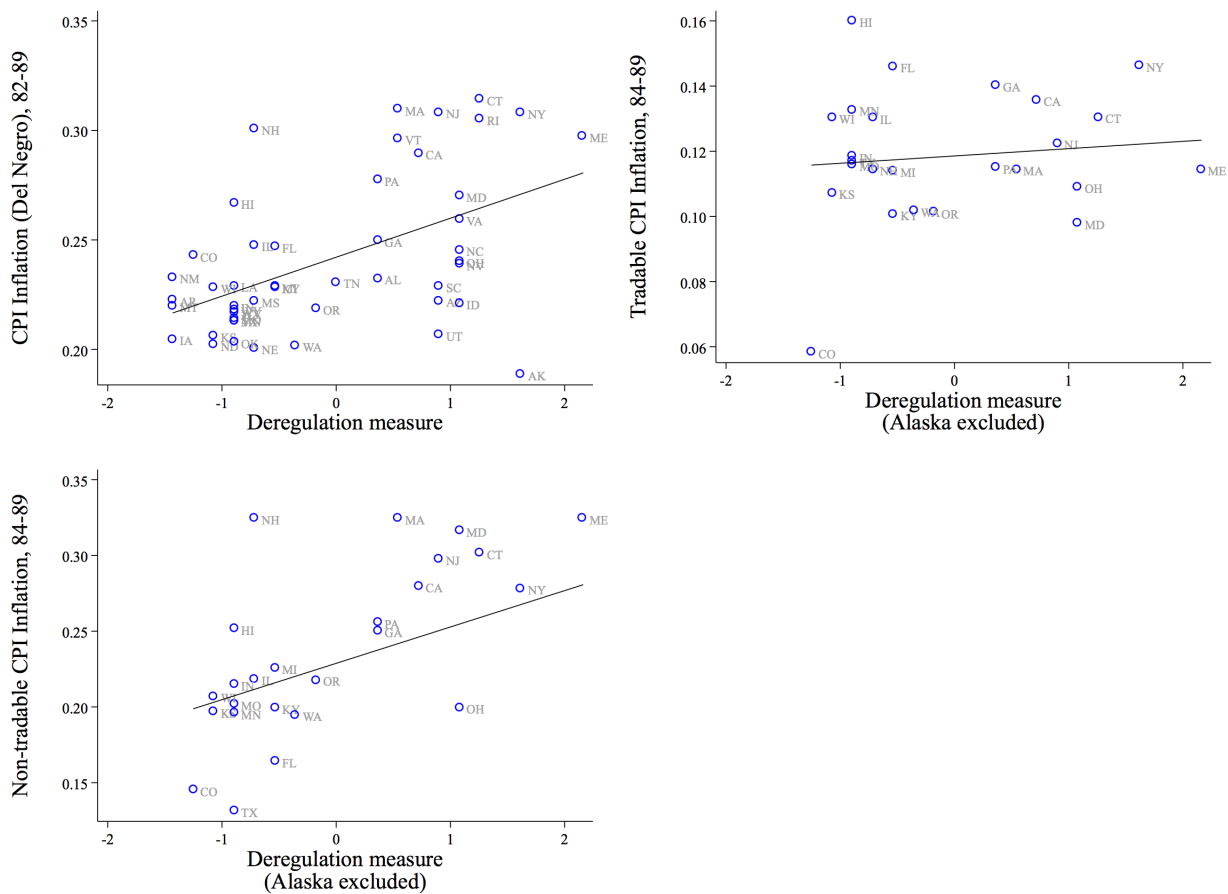 CPI Inflation (Del Negro), 82-89
0.35
0.30
0.25
0.20
NH
MA
NJ
CT
RI
NY
ME
VT
CA
PA
HI
MD
VA
CO
IL
FL
GA
NC
OH
NV
NM
TN
AL
SC
LA
KY
AR
MI
MS
OR
ID
UT
IA
KS
ND
OK
NE
WA
AK
-2
-1
0
1
2
Deregulation measure
Tradable CPI Inflation, 84-89
0.16
0.14
0.12
0.10
0.08
0.06
HI
FL
NY
GA
CA
MN
WI
IL
CT
NJ
IN
MI
PA
MA
ME
KS
OH
KY
WA
OR
MD
CO
-2
-1
0
1
2
Deregulation measure
(Alaska excluded)
Non-tradable CPI Inflation, 84-89
0.35
0.30
0.25
0.20
0.15
NH
MA
MD
ME
CT
NJ
CA
NY
PA
GA
HI
MI
IL
IN
OR
WI
MO
KS
MN
KY
WA
OH
FL
CO
TX
-2
-1
0
1
2
Deregulation measure
(Alaska excluded)